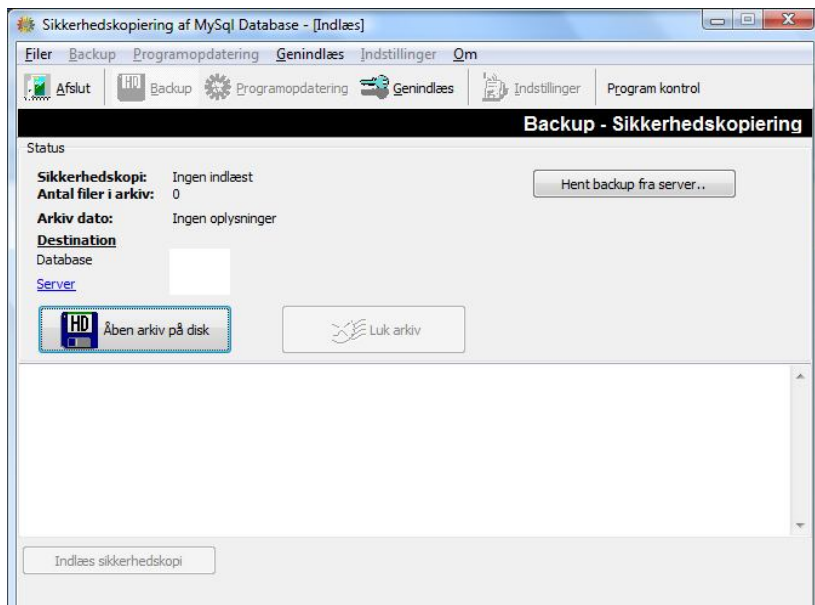 Sikkerhedskopiering af MySql Database - [Indlæs]
Filer Backup Programopdatering Genindlæs Indstillinger Om
Afslut Backup Programopdatering Genindlæs Indstillinger Program kontrol
Backup - Sikkerhedskopiering
Status
Sikkerhedskopi: Ingen indlæst
Hent backup fra server..
Antal filer i arkiv: 0
Arkiv dato: Ingen oplysninger
Destination
Database
Server
HD Åben arkiv på disk
Luk arkiv
Indlæs sikkerhedskopi